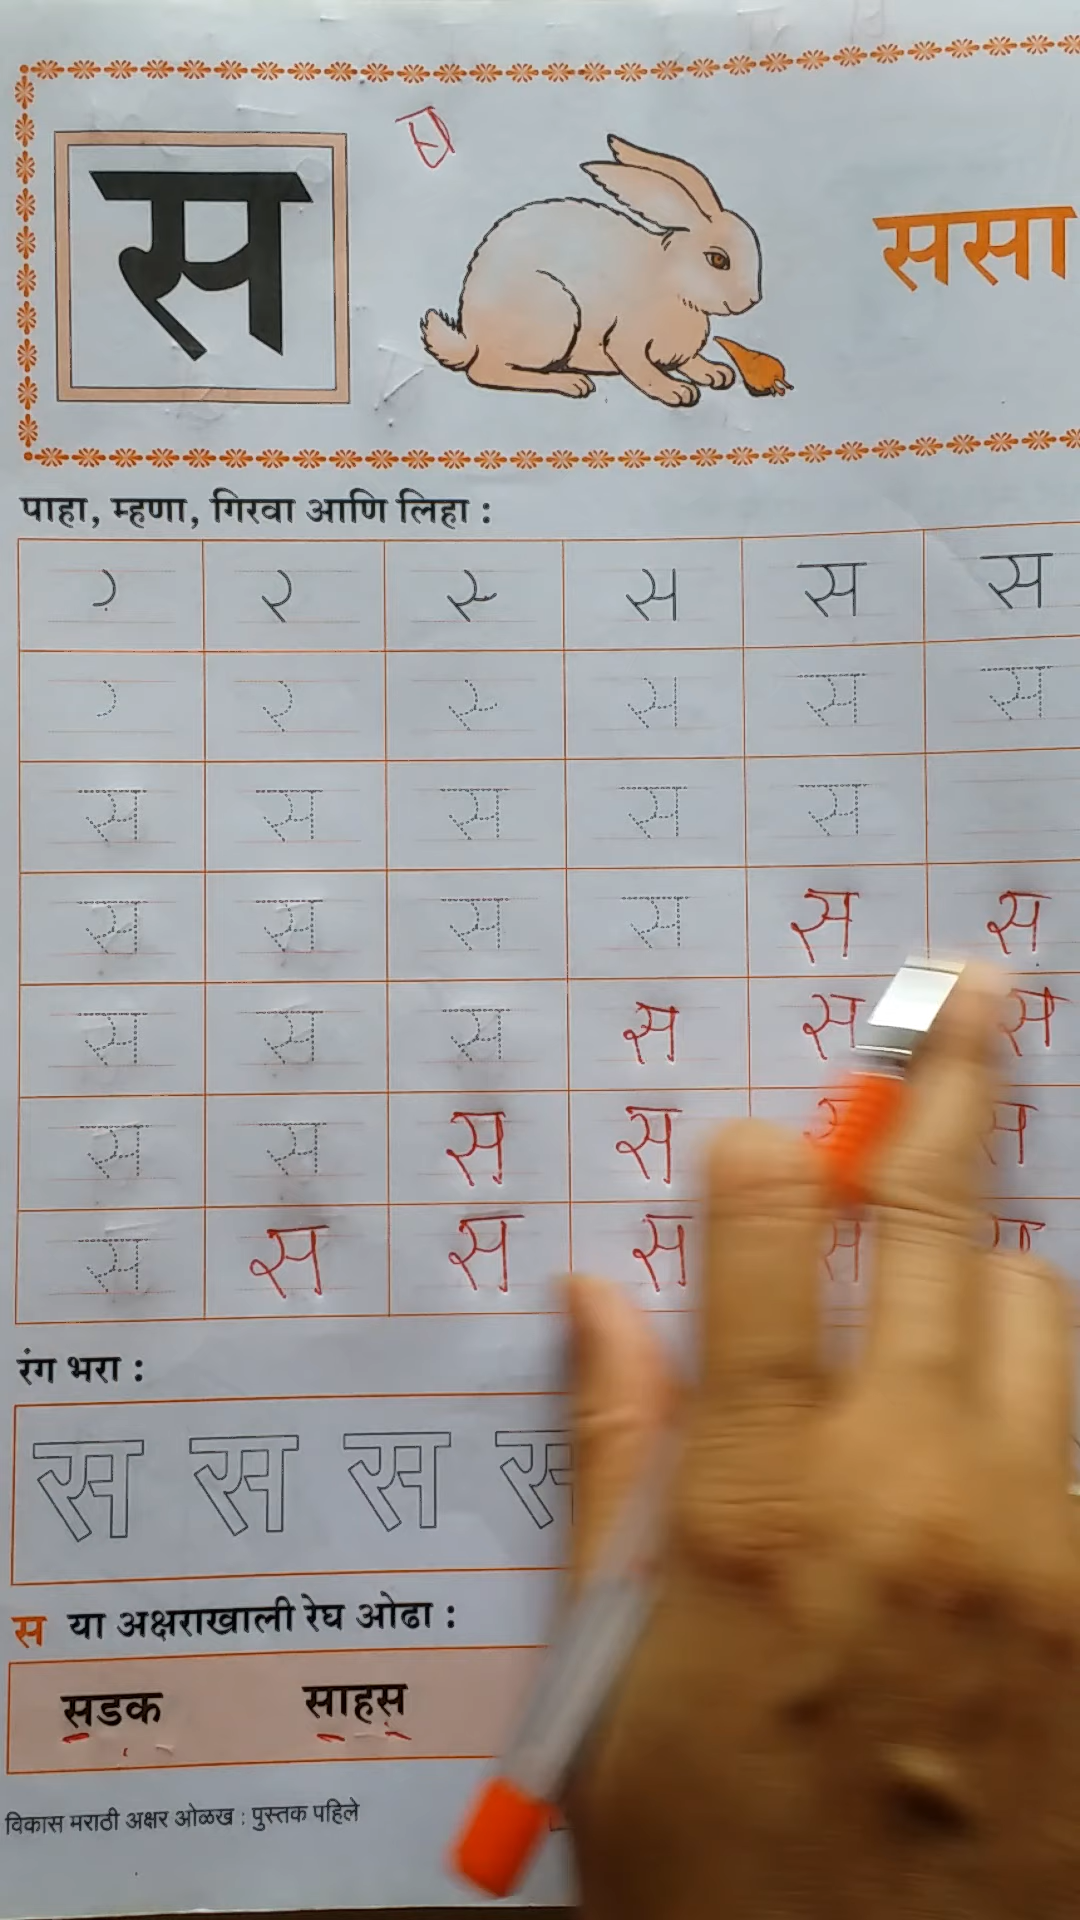 स
ससा
पाहा, म्हणा, गिरवा आणि लिहा :
र स स स
स स
स स स स स
स स स स स स
स स स स स स
स स स स स
स स स स स
रंग भरा :
स स स स
स या अक्षराखाली रेघ ओढा :
सडक साहस
विकास मराठी अक्षर ओळख : पुस्तक पहिले